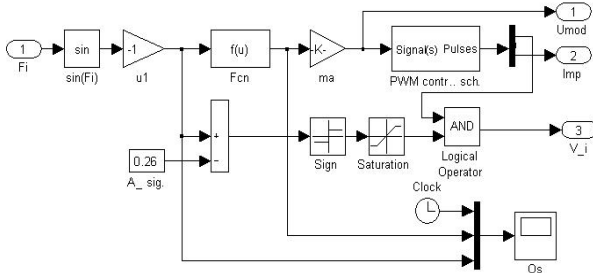 1
Fi
sin
sin(Fi)
-1
u1
f(u)
Fcn
-K-
ma
Signal(s) Pulses
PWM contr.. sch.
1
Umod
2
Imp
+
-
0.26
A_ sig.
Sign
Saturation
AND
Logical
Operator
3
V_i
Clock
Os